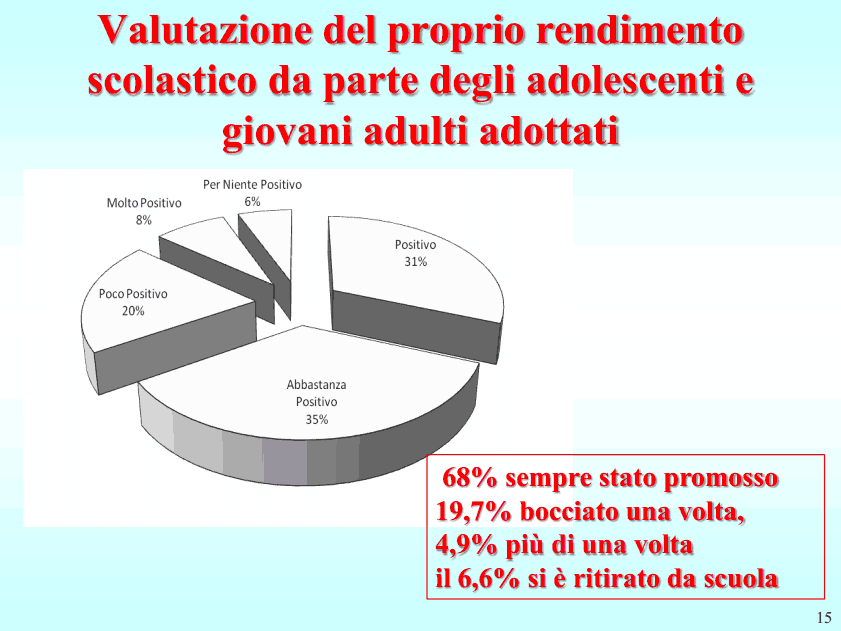 Valutazione del proprio rendimento
scolastico da parte degli adolescenti e
giovani adulti adottati
Per Niente Positivo
6%
Molto Positivo
8%
Positivo
31%
Poco Positivo
20%
Abbastanza
Positivo
35%
68% sempre stato promosso
19,7% bocciato una volta,
4,9% più di una volta
il 6,6% si è ritirato da scuola
15